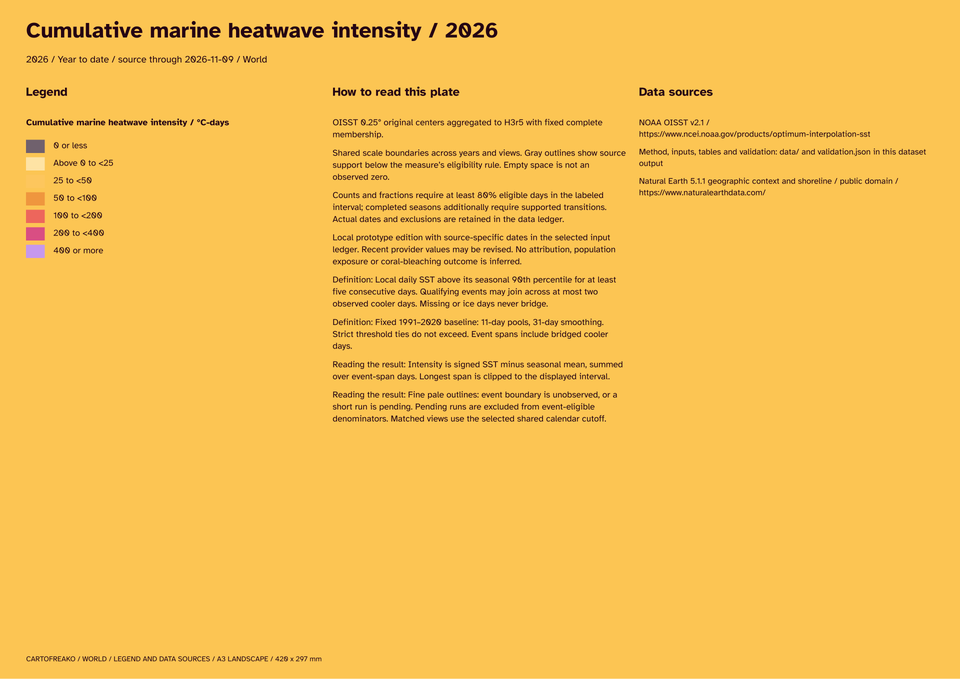 Cumulative marine heatwave intensity / 2026
2026 / Year to date / source through 2026-11-09 / World
Legend
Cumulative marine heatwave intensity / °C-days
0 or less
Above 0 to <25
25 to <50
50 to <100
100 to <200
200 to <400
400 or more
How to read this plate
OISST 0.25° original centers aggregated to H3r5 with fixed complete
membership.
Shared scale boundaries across years and views. Gray outlines show source
support below the measure's eligibility rule. Empty space is not an
observed zero.
Counts and fractions require at least 80% eligible days in the labeled
interval; completed seasons additionally require supported transitions.
Actual dates and exclusions are retained in the data ledger.
Local prototype edition with source-specific dates in the selected input
ledger. Recent provider values may be revised. No attribution, population
exposure or coral-bleaching outcome is inferred.
Definition: Local daily SST above its seasonal 90th percentile for at least
five consecutive days. Qualifying events may join across at most two
observed cooler days. Missing or ice days never bridge.
Definition: Fixed 1991–2020 baseline: 11-day pools, 31-day smoothing.
Strict threshold ties do not exceed. Event spans include bridged cooler
days.
Reading the result: Intensity is signed SST minus seasonal mean, summed
over event-span days. Longest span is clipped to the displayed interval.
Reading the result: Fine pale outlines: event boundary is unobserved, or a
short run is pending. Pending runs are excluded from event-eligible
denominators. Matched views use the selected shared calendar cutoff.
Data sources
NOAA OISST v2.1 /
https://www.ncei.noaa.gov/products/optimum-interpolation-sst
Method, inputs, tables and validation: data/ and validation.json in this dataset
output
Natural Earth 5.1.1 geographic context and shoreline / public domain /
https://www.naturalearthdata.com/
CARTOFREAKO / WORLD / LEGEND AND DATA SOURCES / A3 LANDSCAPE / 420 x 297 mm